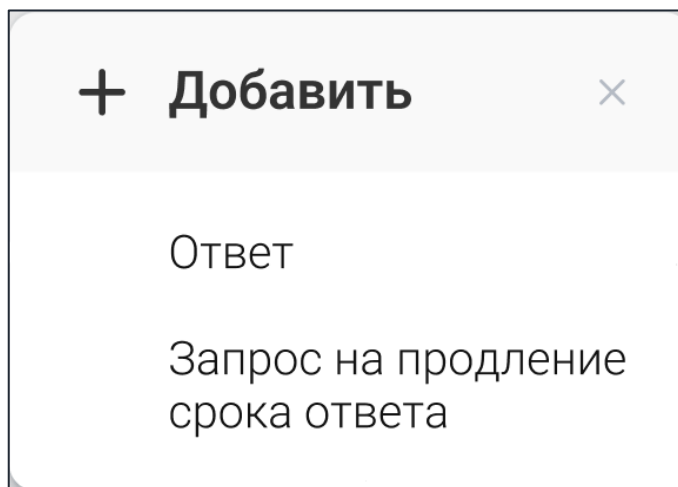 Добавить
Ответ
Запрос на продление
срока ответа